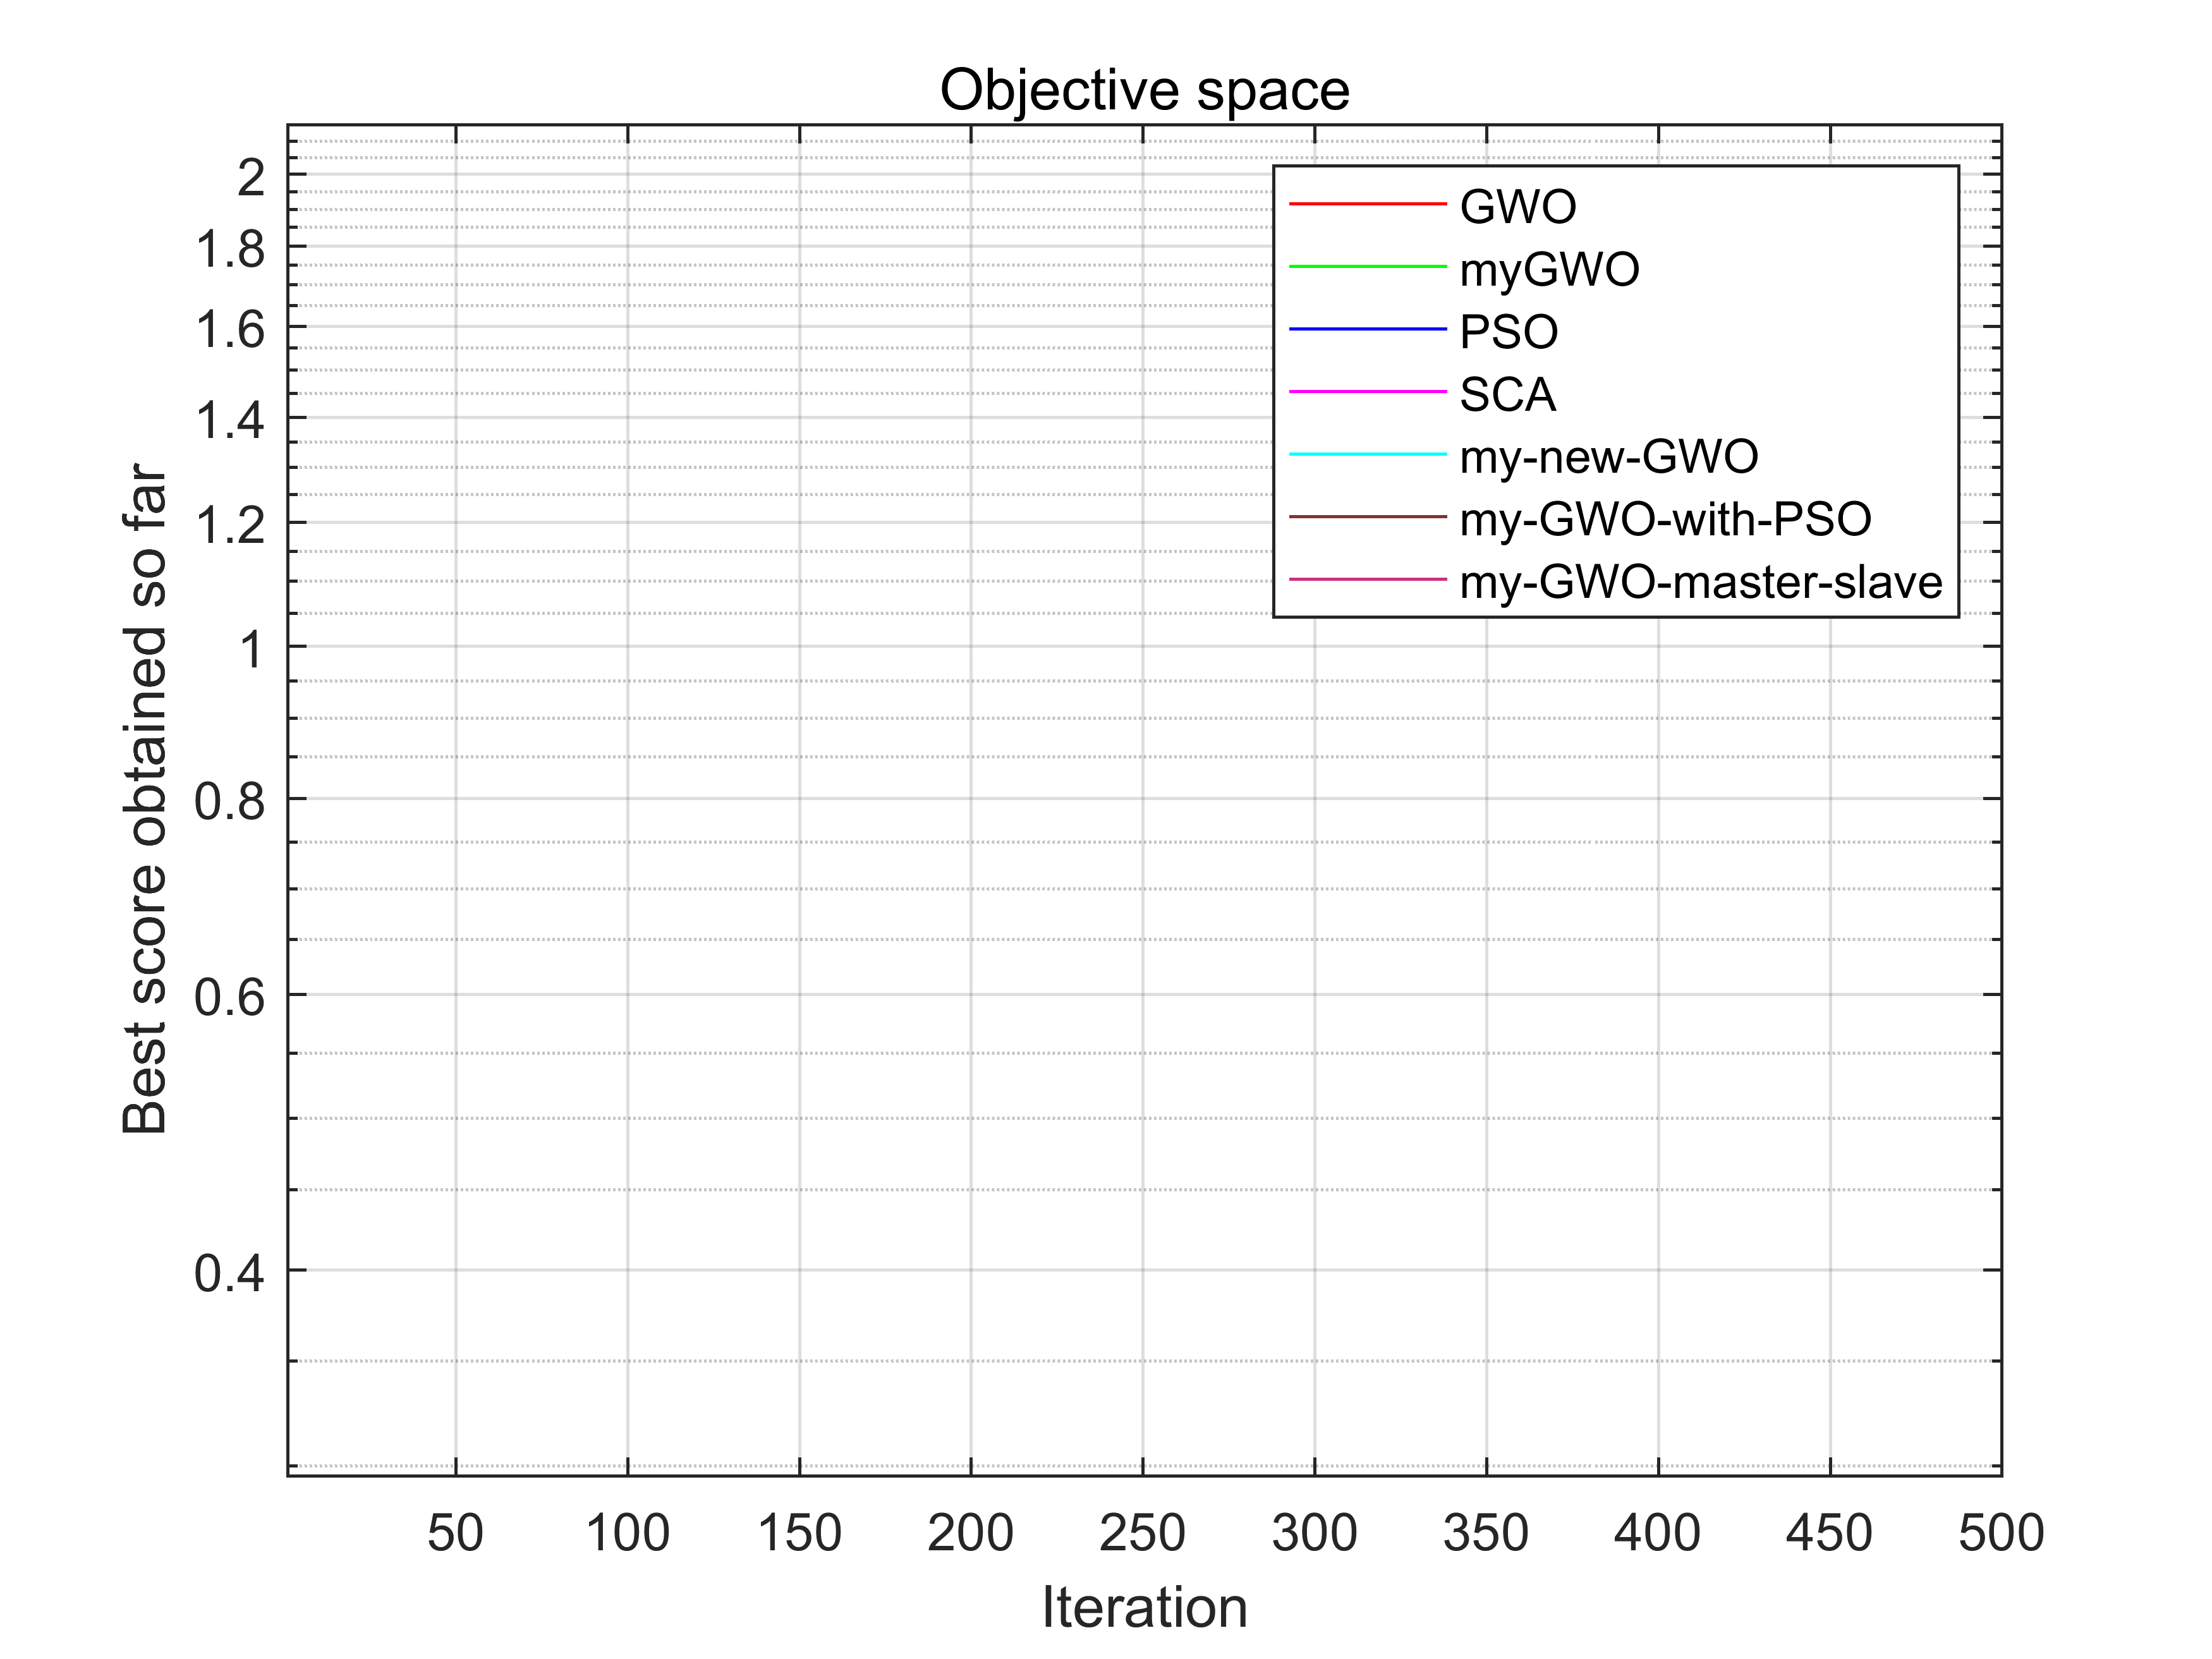 Objective space
2
1.8
1.6
1.4
1.2
1
0.8
0.6
0.4
Best score obtained so far
GWO
myGWO
PSO
SCA
my-new-GWO
my-GWO-with-PSO
my-GWO-master-slave
50 100 150 200 250 300 350 400 450 500
Iteration